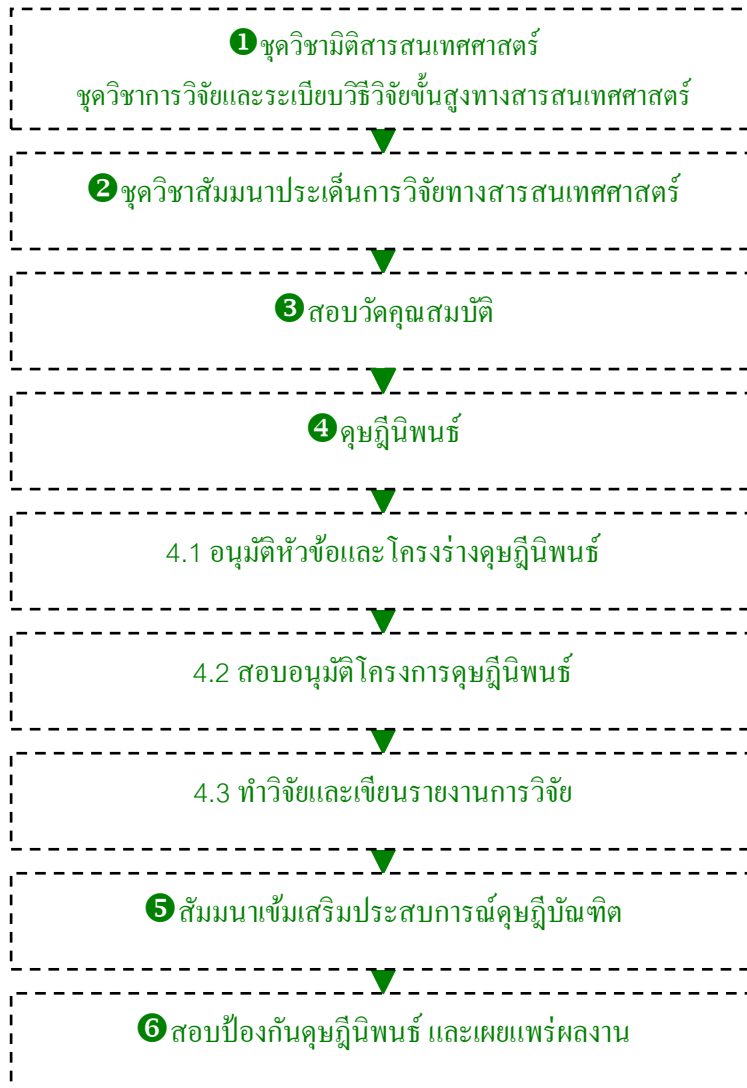 ❶ชุดวิชามิติสารสนเทศศาสตร์
ชุดวิชาการวิจัยและระเบียบวิธีวิจัยขั้นสูงทางสารสนเทศศาสตร์
❷ชุดวิชาสัมมนาประเด็นการวิจัยทางสารสนเทศศาสตร์
❸สอบวัดคุณสมบัติ
❹ดุษฎีนิพนธ์
4.1 อนุมัติหัวข้อและโครงร่างดุษฎีนิพนธ์
4.2 สอบอนุมัติโครงการดุษฎีนิพนธ์
4.3 ทำวิจัยและเขียนรายงานการวิจัย
❺สัมมนาเข้มเสริมประสบการณ์ดุษฎีบัณฑิต
❻สอบป้องกันดุษฎีนิพนธ์ และเผยแพร่ผลงาน